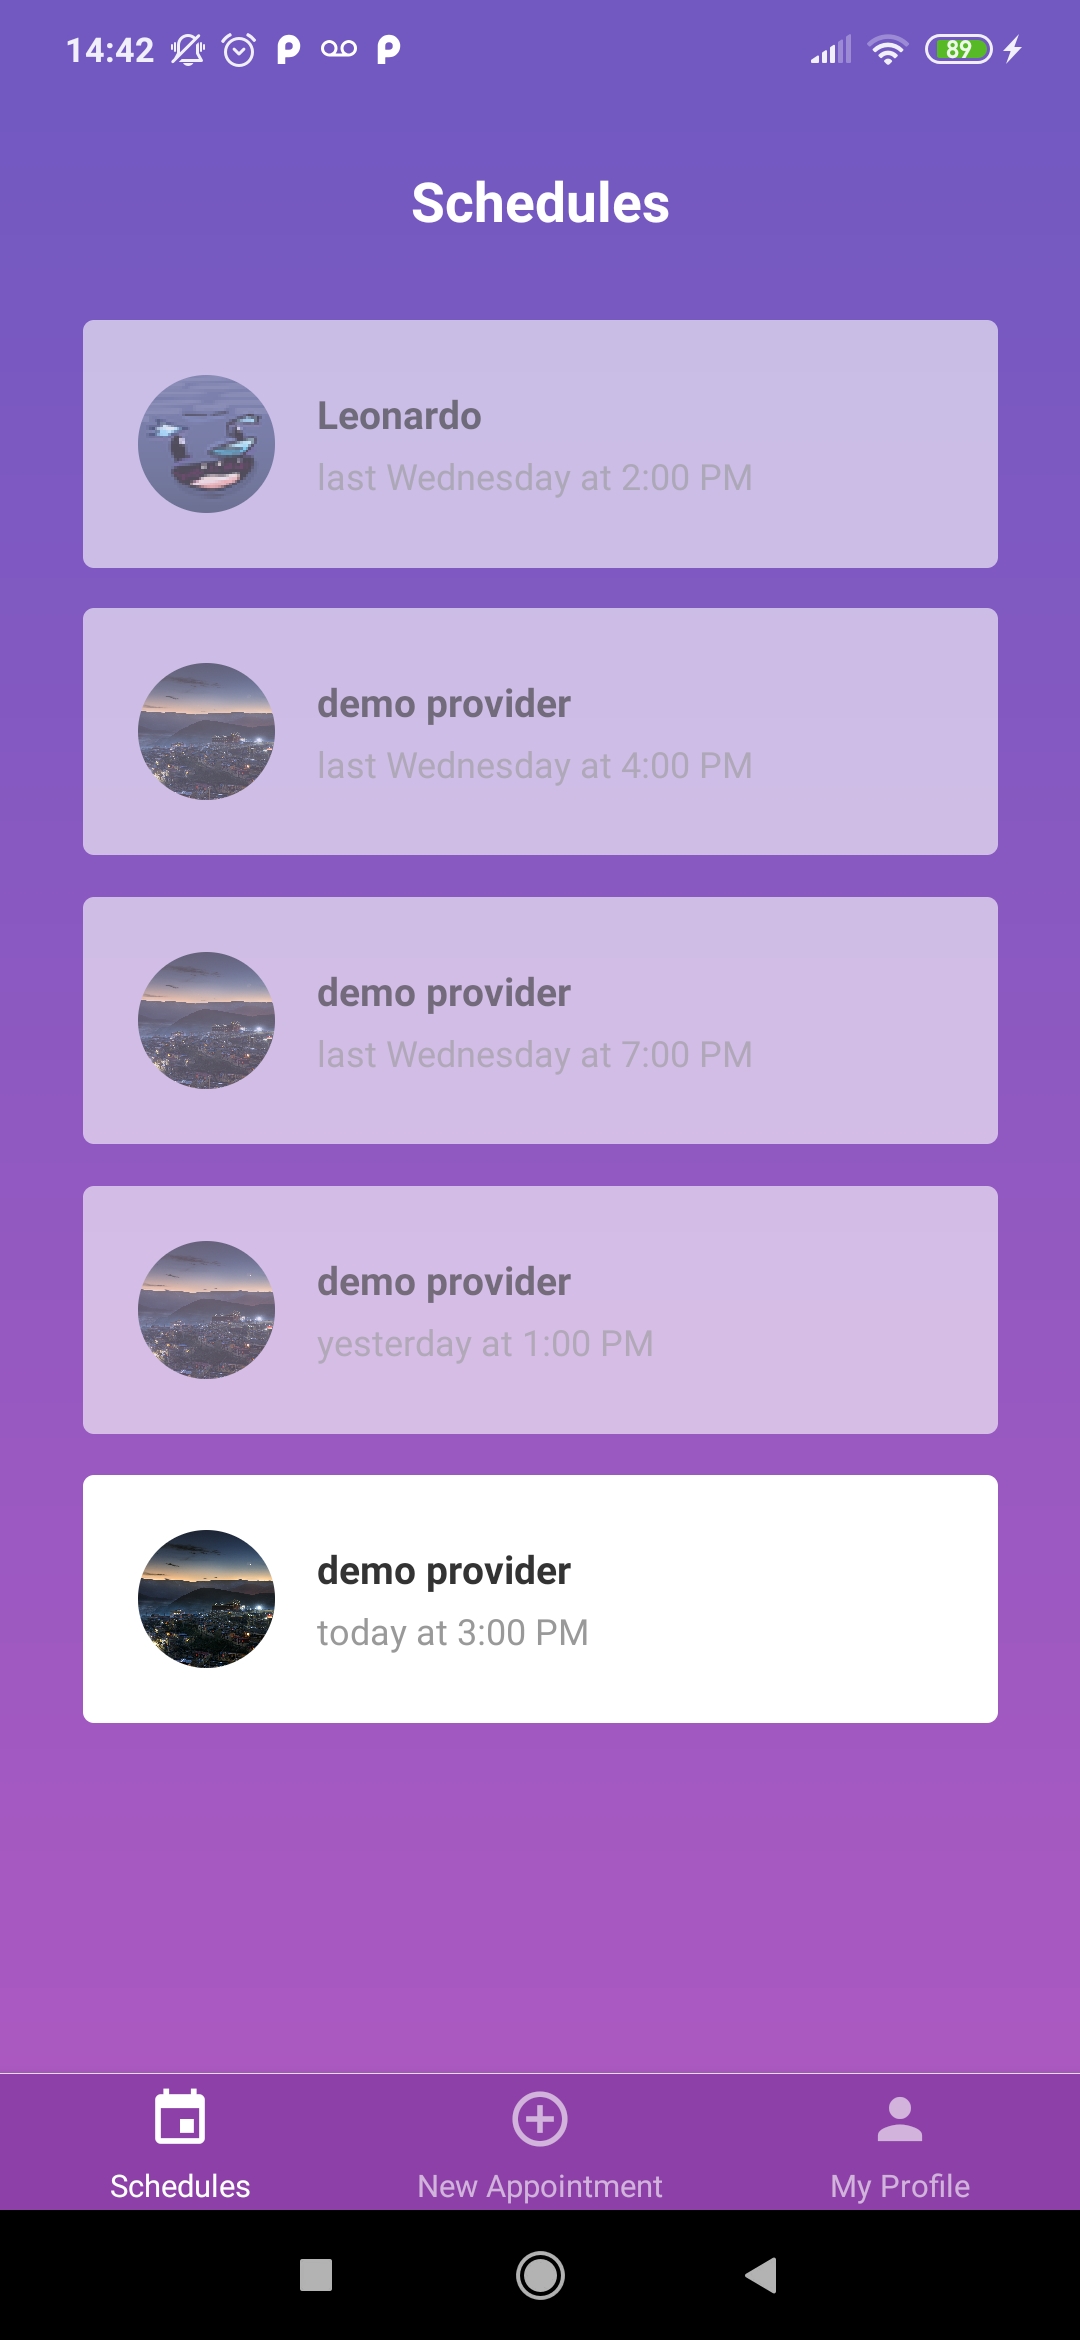 14:42
89
Schedules
Leonardo
last Wednesday at 2:00 PM
demo provider
last Wednesday at 4:00 PM
demo provider
last Wednesday at 7:00 PM
demo provider
yesterday at 1:00 PM
demo provider
today at 3:00 PM
Schedules New Appointment My Profile